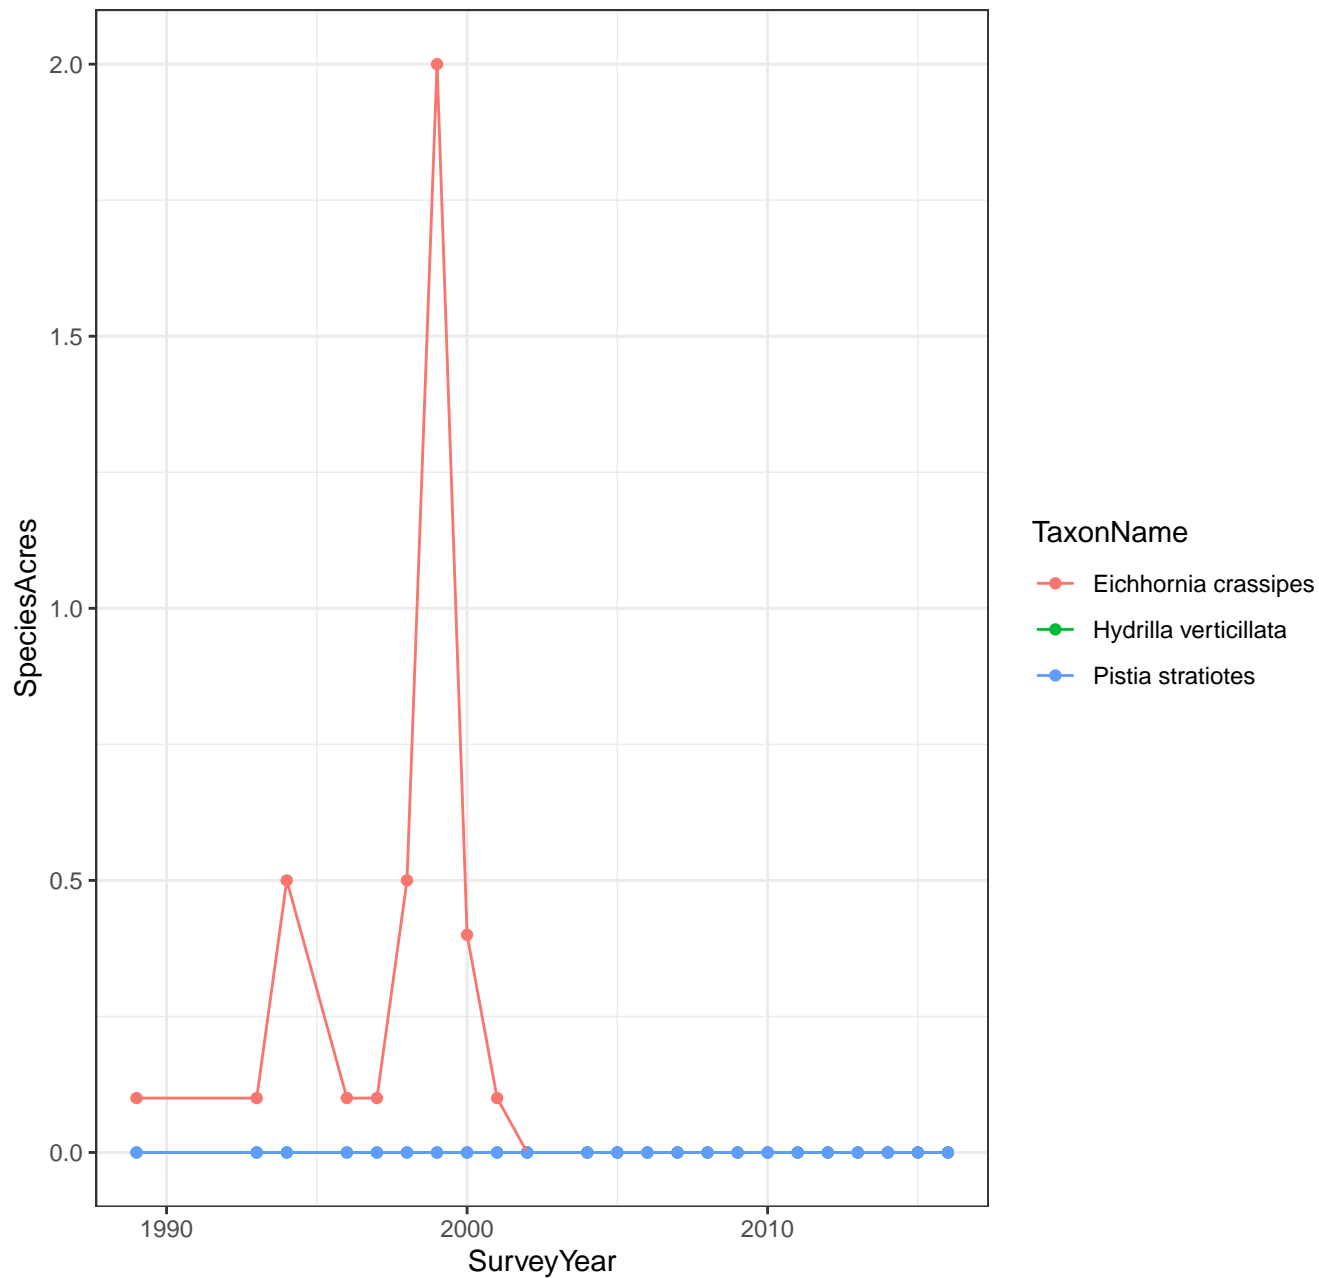 2.0
1.5
1.0
0.5
0.0
SpeciesAcres
1990
2000
2010
SurveyYear
TaxonName
Eichhornia crassipes
Hydrilla verticillata
Pistia stratiotes